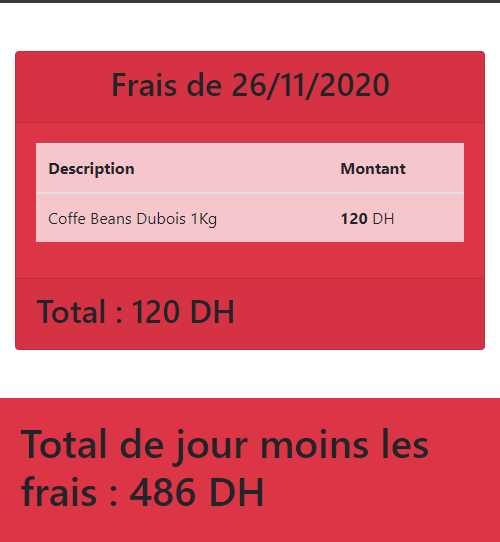 Frais de 26/11/2020
Description Montant
Coffe Beans Dubois 1Kg 120 DH
Total : 120 DH
Total de jour moins les
frais : 486 DH